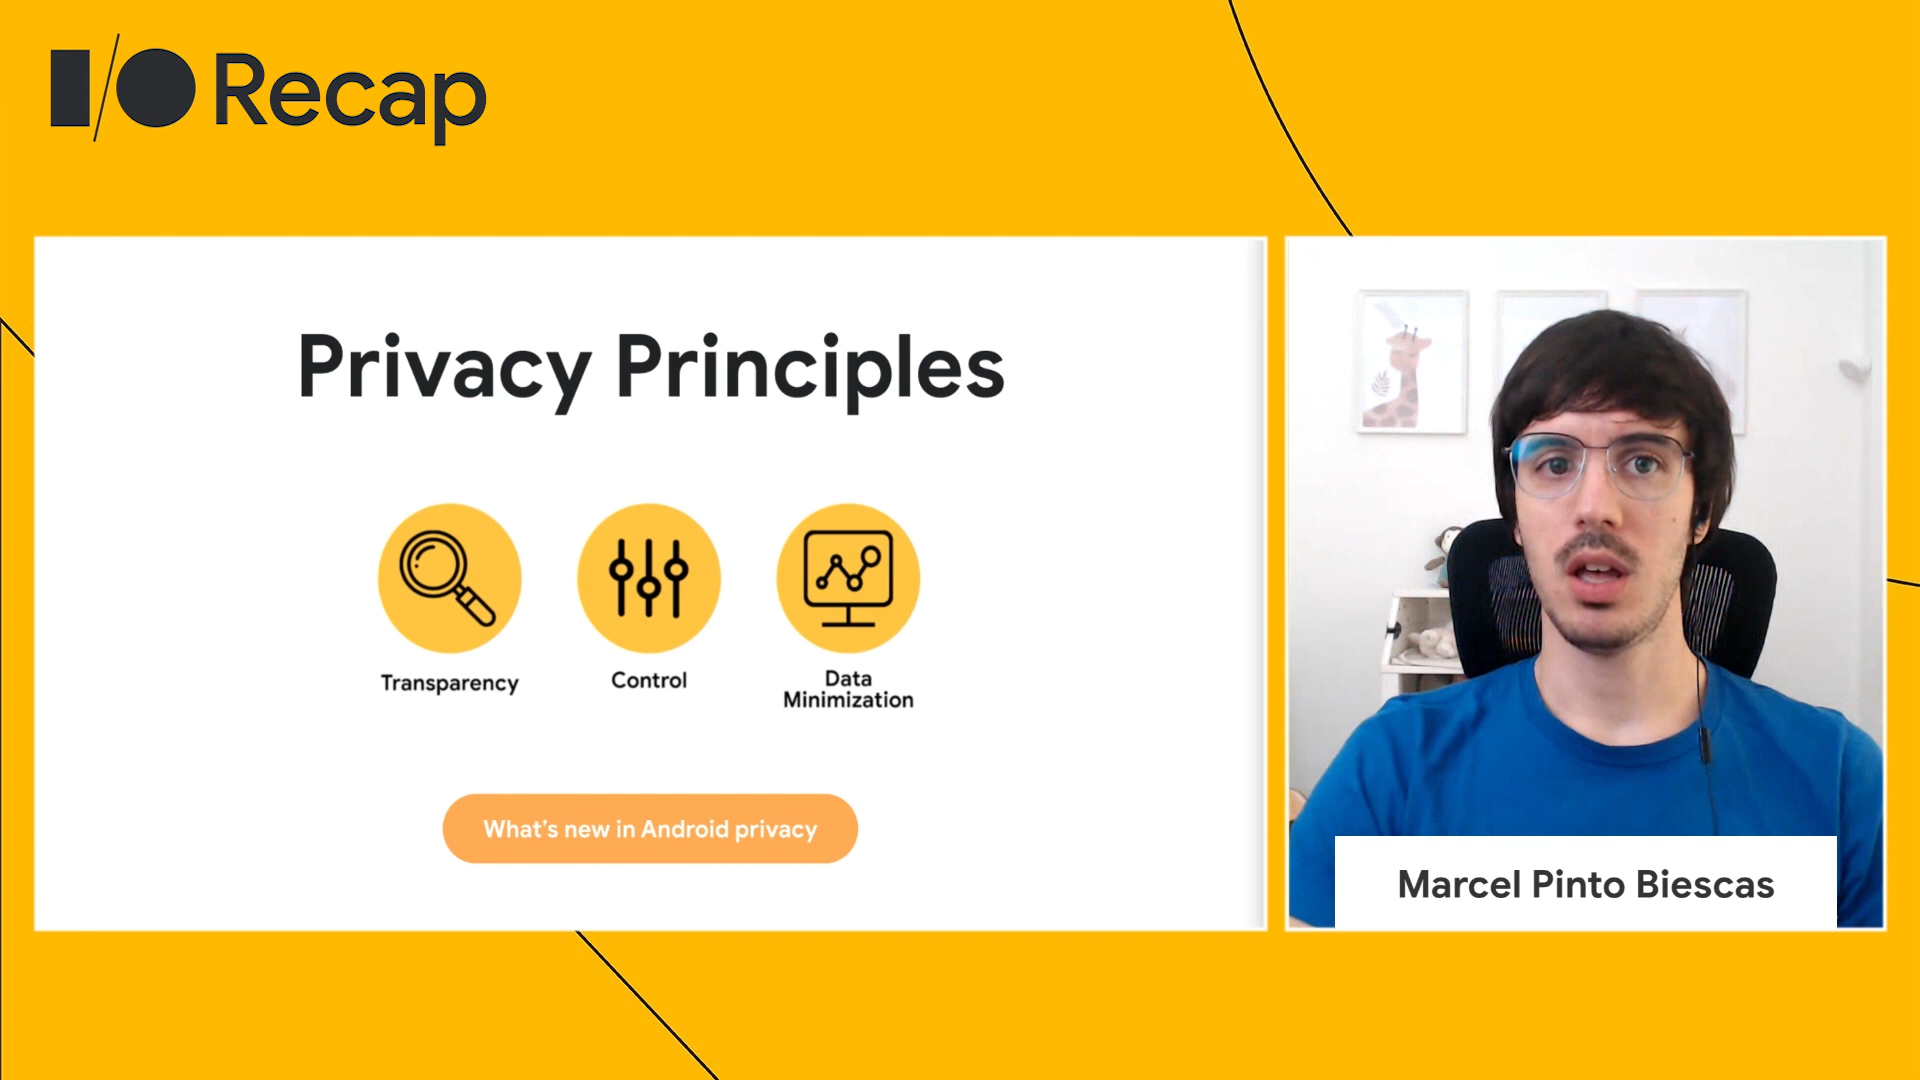 I/O Recap
Privacy Principles
Transparency
Control
Data
Minimization
What's new in Android privacy
Marcel Pinto Biescas